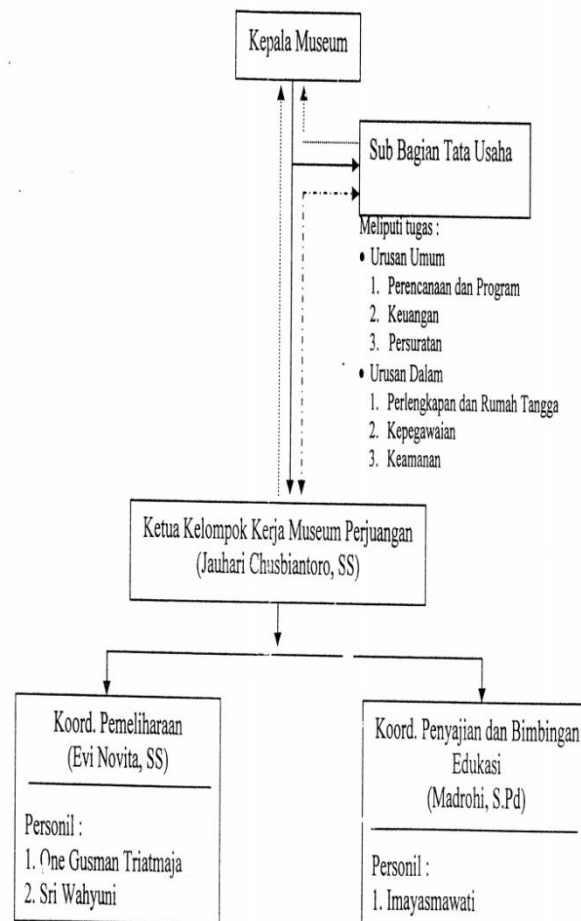 Kepala Museum
Sub Bagian Tata Usaha
Meliputi tugas :
• Urusan Umum
1. Perencanaan dan Program
2. Keuangan
3. Persuratan
• Urusan Dalam
1. Perlengkapan dan Rumah Tangga
2. Kepegawaian
3. Keamanan
Ketua Kelompok Kerja Museum Perjuangan
(Jauhari Chusbiantoro, SS)
Koord. Pemeliharaan
(Evi Novita, SS)
Personil :
1. One Gusman Triatmaja
2. Sri Wahyuni
Koord. Penyajian dan Bimbingan
Edukasi
(Madrohi, S.Pd)
Personil :
1. Imayasmawati